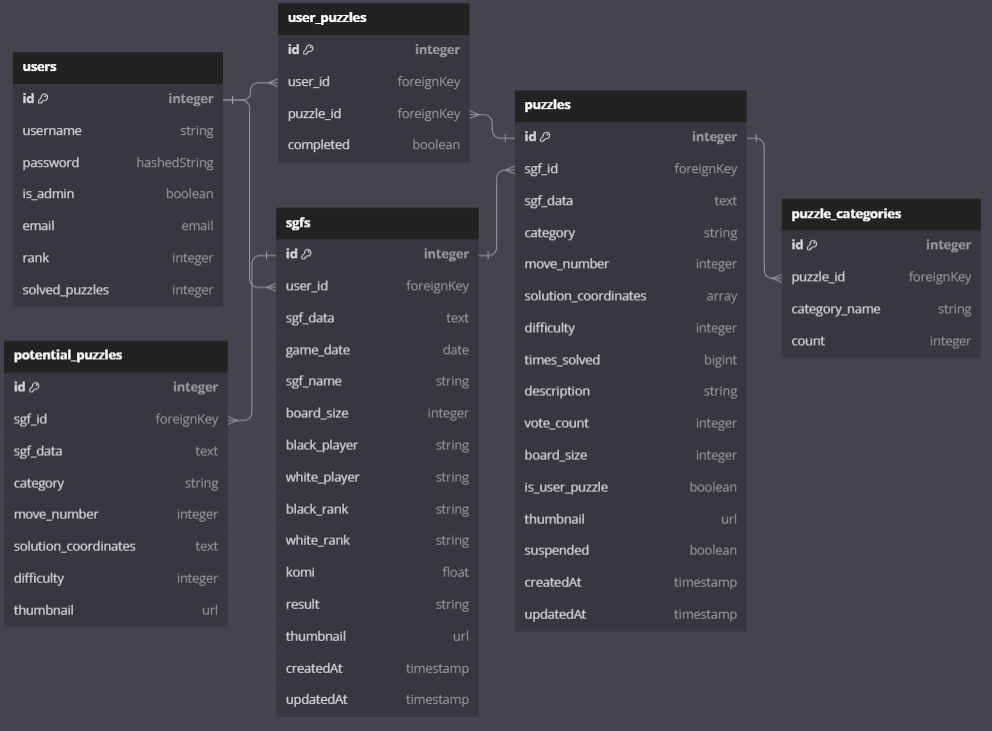 user_puzzles
id integer
user_id foreignKey
puzzle_id foreignKey
completed boolean
users
id integer
username string
password hashedString
is_admin boolean
email email
rank integer
solved_puzzles integer
puzzles
id integer
sgf_id foreignKey
sgf_data text
category string
move_number integer
solution_coordinates array
difficulty integer
times_solved bigint
description string
vote_count integer
board_size integer
is_user_puzzle boolean
thumbnail url
suspended boolean
createdAt timestamp
updatedAt timestamp
puzzle_categories
id integer
puzzle_id foreignKey
category_name string
count integer
sgfs
id integer
user_id foreignKey
sgf_data text
game_date date
sgf_name string
board_size integer
black_player string
white_player string
black_rank string
white_rank string
komi float
result string
thumbnail url
createdAt timestamp
updatedAt timestamp
potential_puzzles
id integer
sgf_id foreignKey
sgf_data text
category string
move_number integer
solution_coordinates text
difficulty integer
thumbnail url